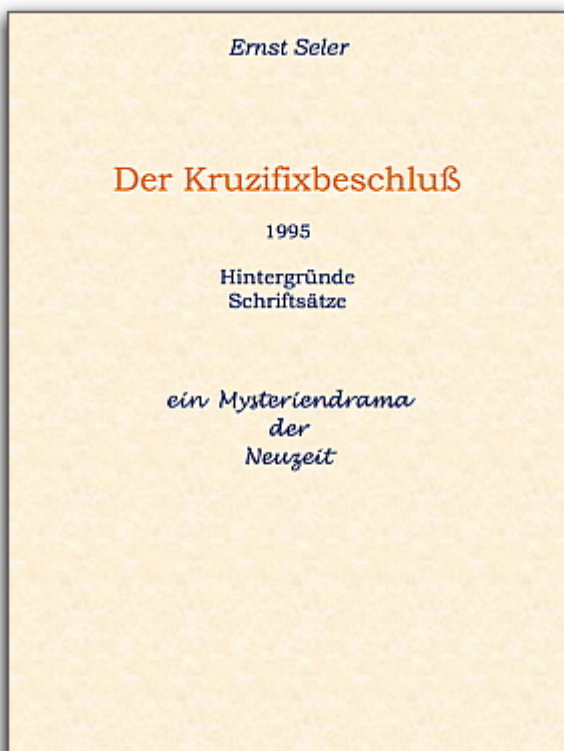 Ernst Seler
Der Kruzifixbeschluß
1995
Hintergründe
Schriftsätze
ein Mysteriendrama
der
Neuzeit